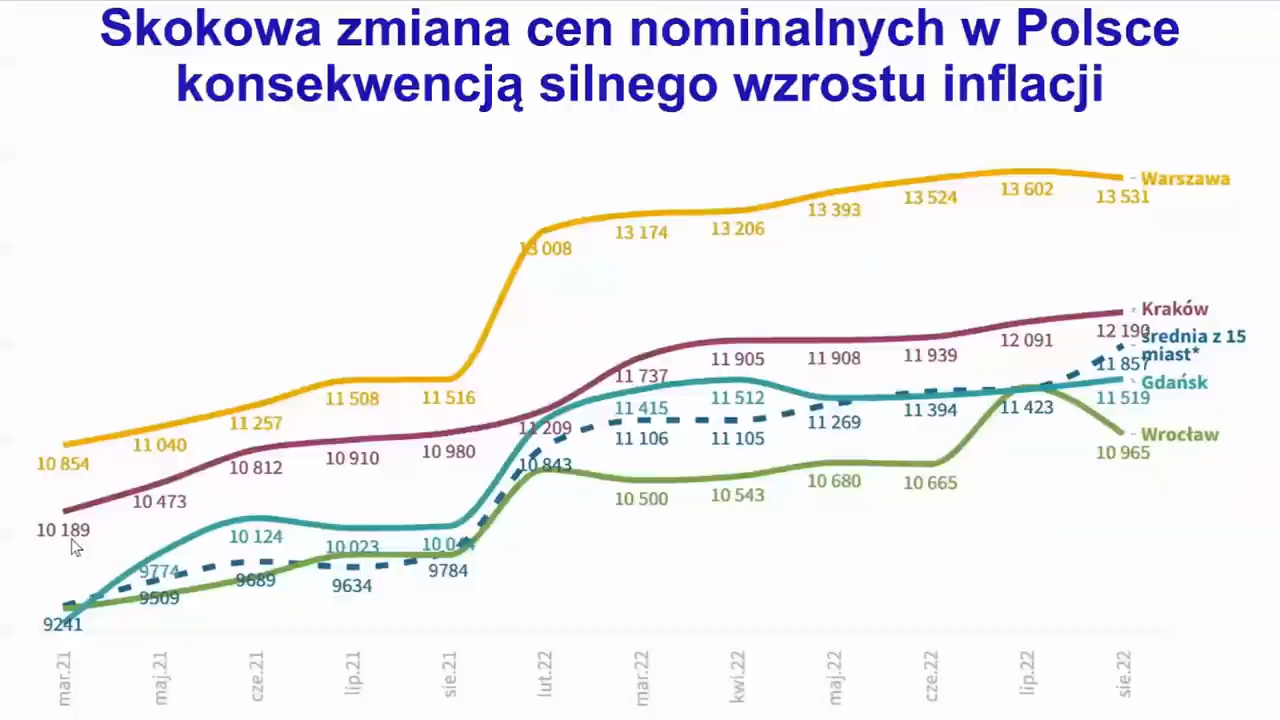 Skokowa zmiana cen nominalnych w Polsce
konsekwencją silnego wzrostu inflacji
Warszawa
10 854
11 040
11 257
11 508
11 516
13 008
13 174
13 206
13 393
13 524
13 602
13 531
Kraków
10 189
10 473
10 812
10 910
10 980
11 209
11 737
11 905
11 908
11 939
12 091
12 190
średnia z 15
miast*
9241
9509
9689
9634
9784
10 843
11 106
11 105
11 269
11 857
Gdańsk
9774
10 124
10 023
11 415
11 512
11 394
11 423
11 519
Wrocław
10 500
10 543
10 680
10 665
10 965
mar.21
maj.21
cze.21
lip.21
sie.21
lut.22
mar.22
kwi.22
maj.22
cze.22
lip.22
sie.22